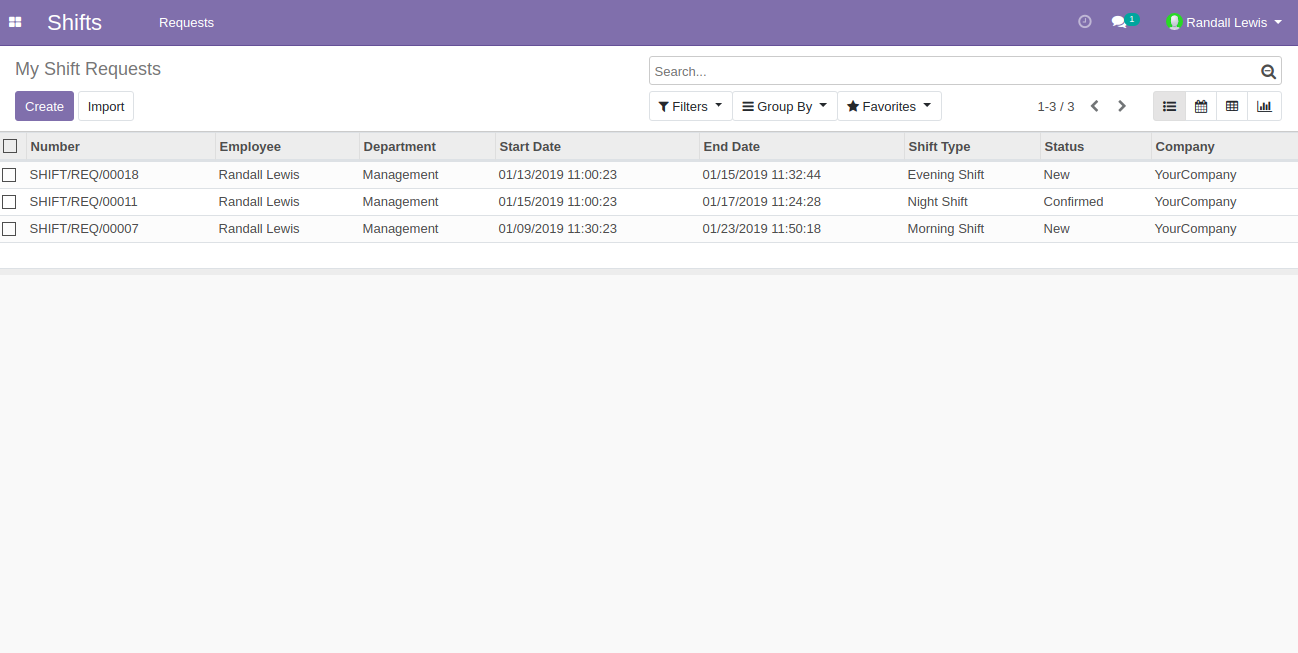 Shifts Requests 1 Randall Lewis
My Shift Requests
Search...
Create Import Filters Group By Favorites 1-3 / 3
Number Employee Department Start Date End Date Shift Type Status Company
SHIFT/REQ/00018 Randall Lewis Management 01/13/2019 11:00:23 01/15/2019 11:32:44 Evening Shift New YourCompany
SHIFT/REQ/00011 Randall Lewis Management 01/15/2019 11:00:23 01/17/2019 11:24:28 Night Shift Confirmed YourCompany
SHIFT/REQ/00007 Randall Lewis Management 01/09/2019 11:30:23 01/23/2019 11:50:18 Morning Shift New YourCompany